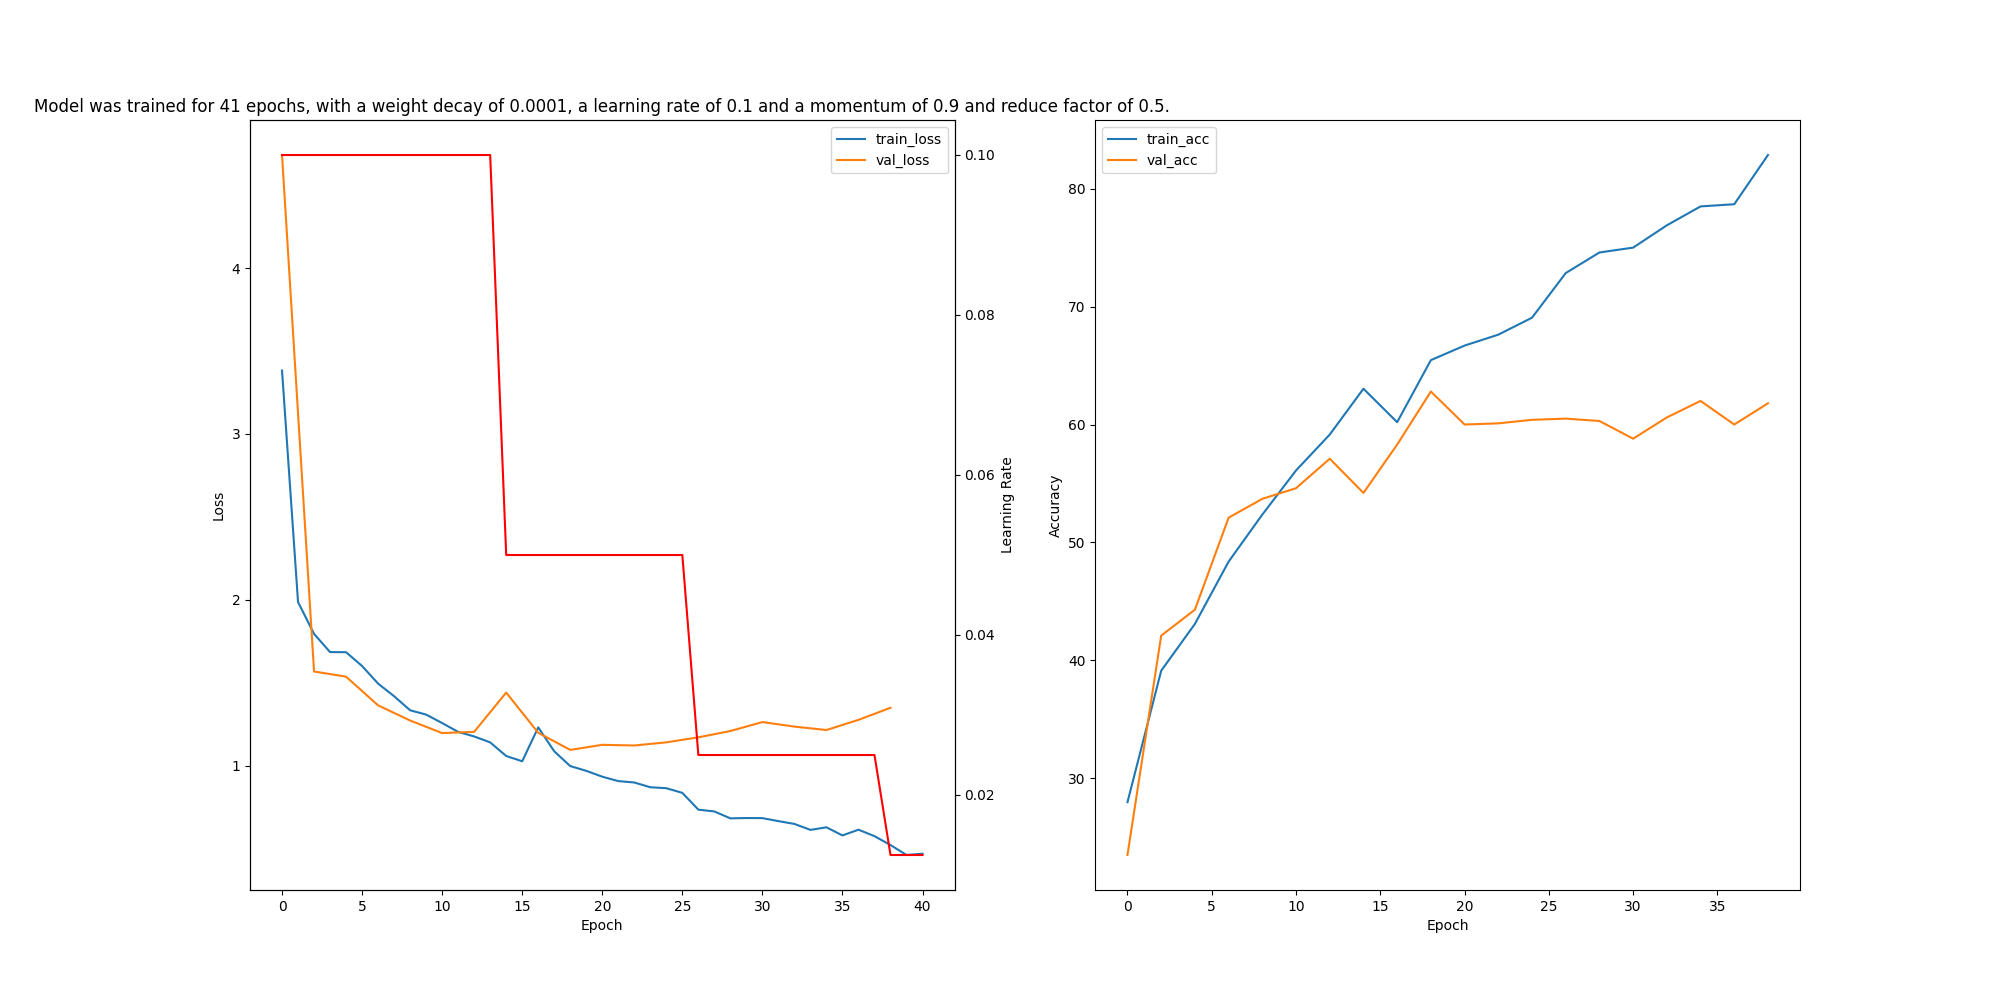 Model was trained for 41 epochs, with a weight decay of 0.0001, a learning rate of 0.1 and a momentum of 0.9 and reduce factor of 0.5.
train_loss
val_loss
4
3
2
1
Loss
0.10
0.08
0.06
0.04
0.02
Learning Rate
0 5 10 15 20 25 30 35 40
Epoch
train_acc
val_acc
80
70
60
50
40
30
Accuracy
0 5 10 15 20 25 30 35
Epoch